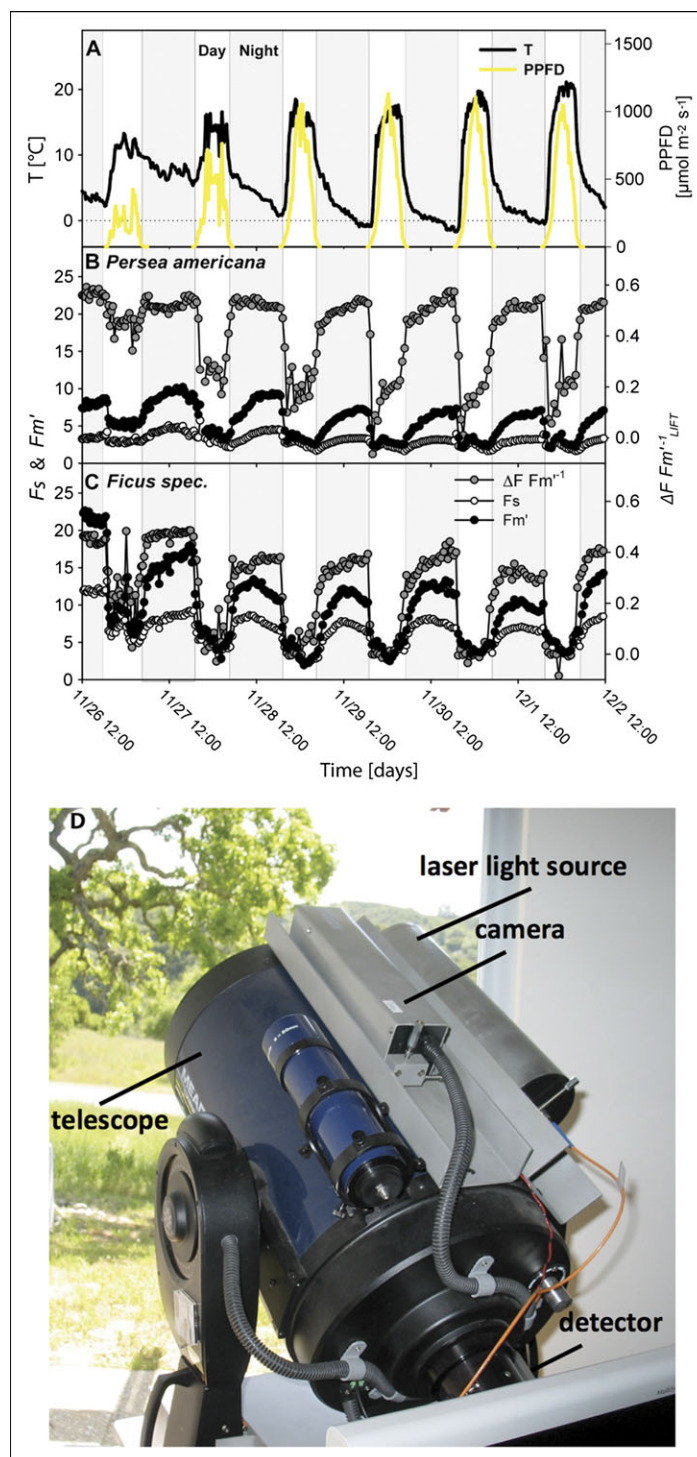 A
Day
Night
T
PPFD
1500
1000
500
0
PPFD
[µmol m-2 s-1]
20
10
0
T [°C]
B Persea americana
25
20
15
10
5
0
0.6
0.4
0.2
0.0
Fs & Fm'
ΔF Fm'-1 LIFT
C Ficus spec.
ΔF Fm'-1
Fs
Fm'
25
20
15
10
5
0
0.6
0.4
0.2
0.0
11/26 12:00
11/27 12:00
11/28 12:00
11/29 12:00
11/30 12:00
12/1 12:00
12/2 12:00
Time [days]
D
laser light source
camera
telescope
MEAD
detector